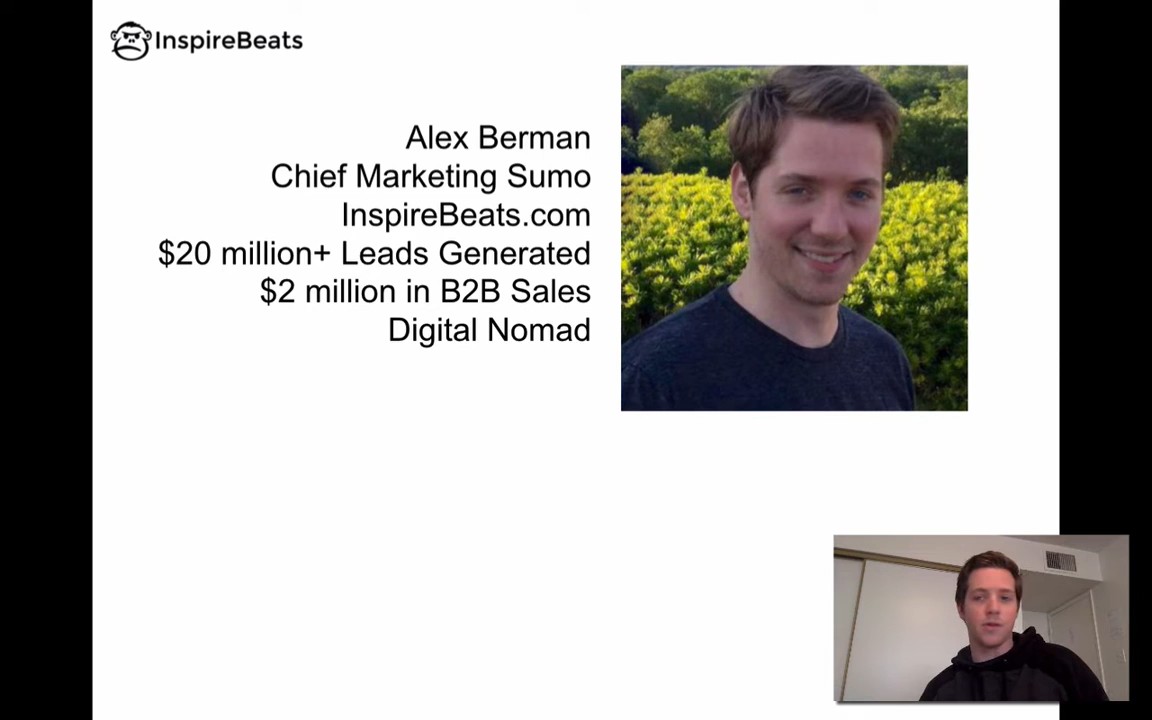 InspireBeats
Alex Berman
Chief Marketing Sumo
InspireBeats.com
$20 million+ Leads Generated
$2 million in B2B Sales
Digital Nomad